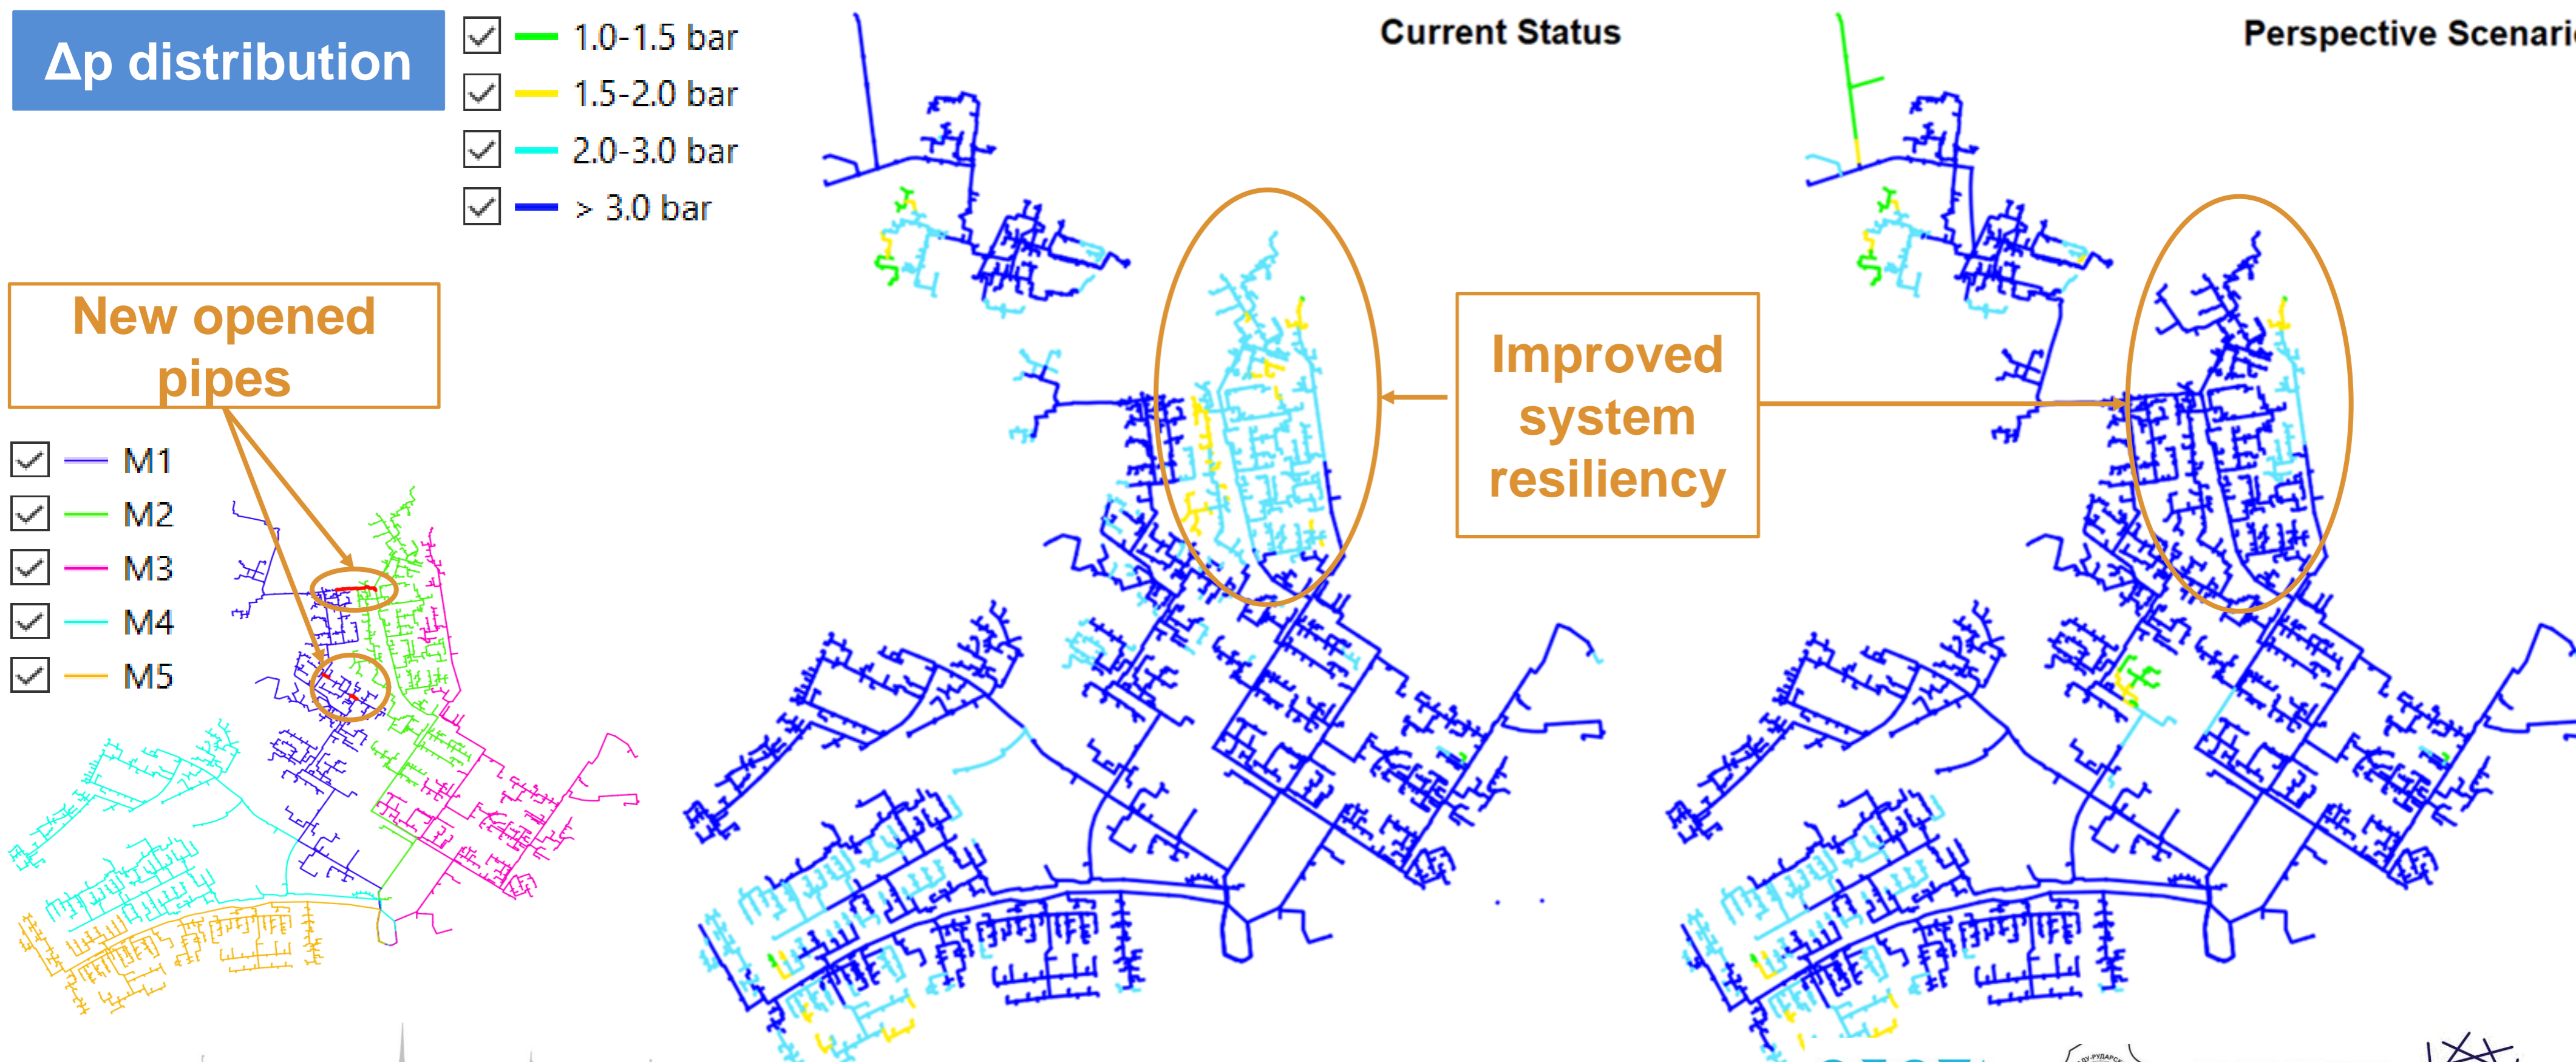 Δp distribution
1.0-1.5 bar
1.5-2.0 bar
2.0-3.0 bar
> 3.0 bar
Current Status
Perspective Scenari
New opened
pipes
Improved
system
resiliency
M1
M2
M3
M4
M5